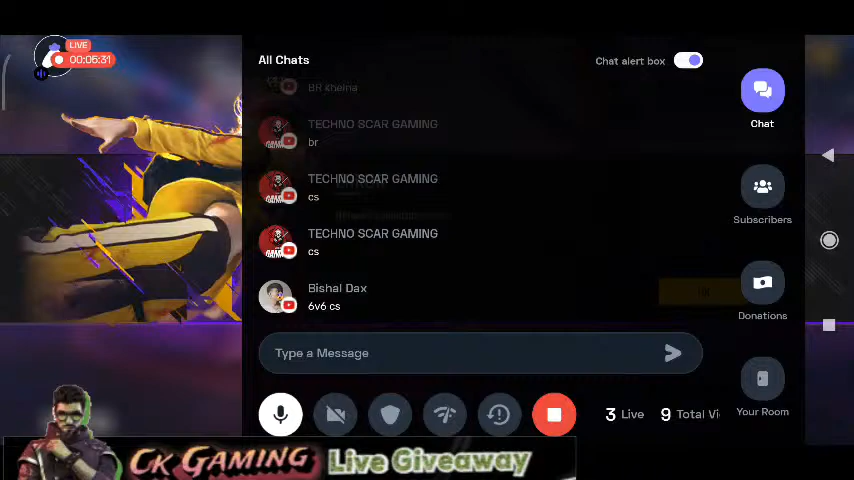 LIVE
00:05:31
All Chats
Chat alert box
BR kheina
TECHNO SCAR GAMING
br
TECHNO SCAR GAMING
cs
TECHNO SCAR GAMING
cs
Bishal Dax
6v6 cs
Type a Message
Chat
Subscribers
Donations
Your Room
3 Live 9 Total Vi
CK GAMING Live Giveaway